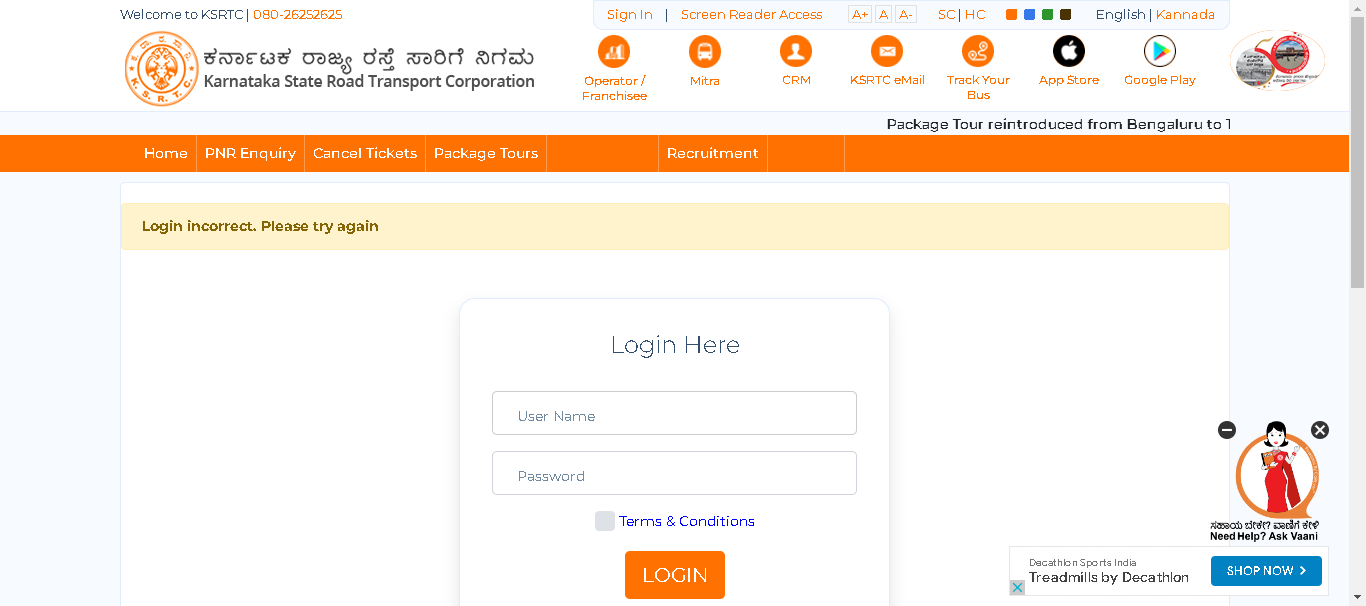 Welcome to KSRTC | 080-26252625
Sign In | Screen Reader Access A+ A A- SC | HC English | Kannada
ಕರ್ನಾಟಕ ರಾಜ್ಯ ರಸ್ತೆ ಸಾರಿಗೆ ನಿಗಮ
Karnataka State Road Transport Corporation
K.S.R.T.C
Operator /
Franchisee
Mitra
CRM
KSRTC eMail
Track Your
Bus
App Store
Google Play
Package Tour reintroduced from Bengaluru to
Home PNR Enquiry Cancel Tickets Package Tours Recruitment
Login incorrect. Please try again
Login Here
User Name
Password
Terms & Conditions
LOGIN
ಸಹಾಯ ಬೇಕೇ? ವಾಣಿಗೆ ಕೇಳಿ
Need Help? Ask Vaani
Decathlon Sports India
Treadmills by Decathlon
SHOP NOW